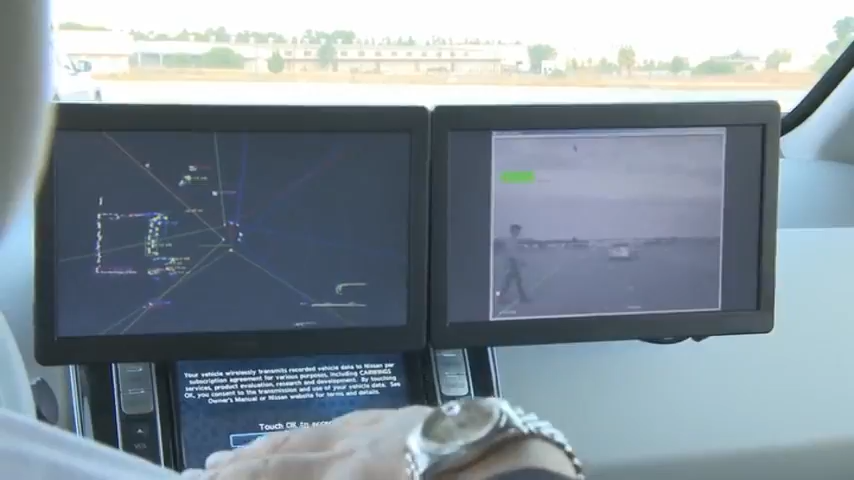 Your vehicle wirelessly transmits recorded vehicle data to Nissan per
subscription agreement for various purposes, including CARWINGS
services, product evaluation, research and development. By touching
OK, you consent to the transmission and use of your vehicle data. See
Owner's Manual or Nissan website for terms and details.
Touch OK to
VOL